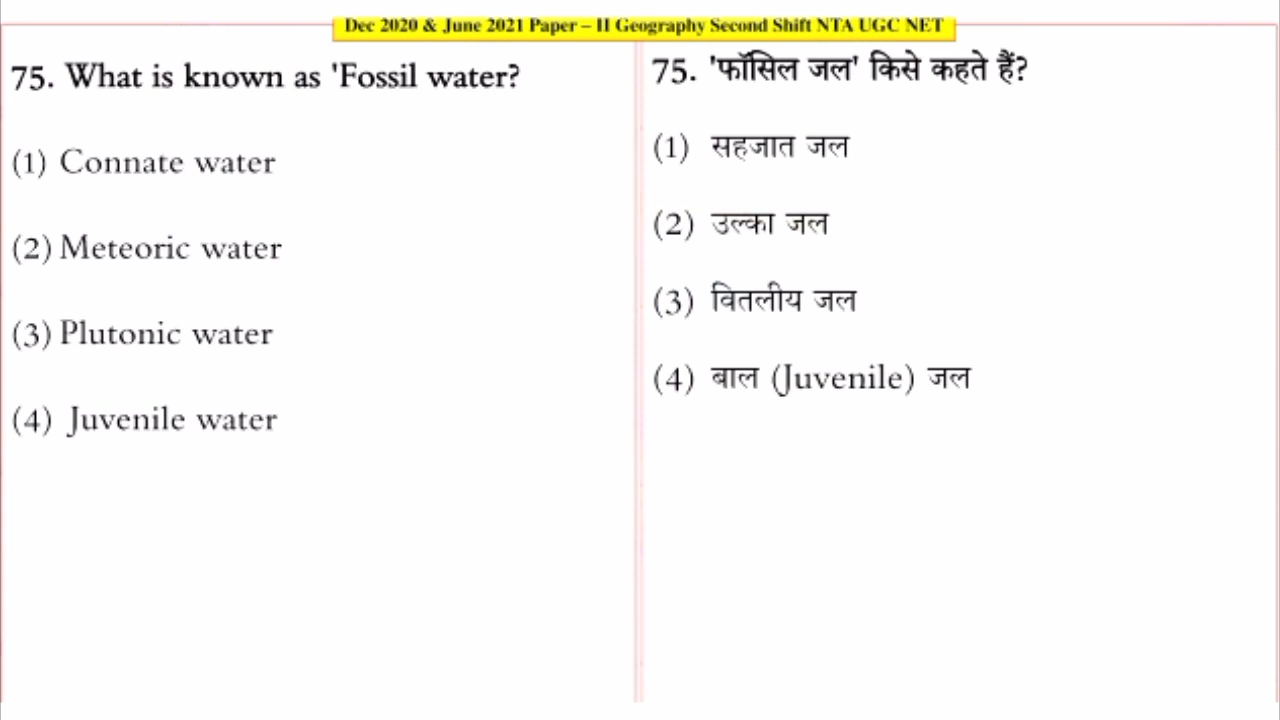 Dec 2020 & June 2021 Paper – II Geography Second Shift NTA UGC NET
75. What is known as 'Fossil water?
(1) Connate water
(2) Meteoric water
(3) Plutonic water
(4) Juvenile water
75. 'फॉसिल जल' किसे कहते हैं?
(1) सहजात जल
(2) उल्का जल
(3) वितलीय जल
(4) बाल (Juvenile) जल